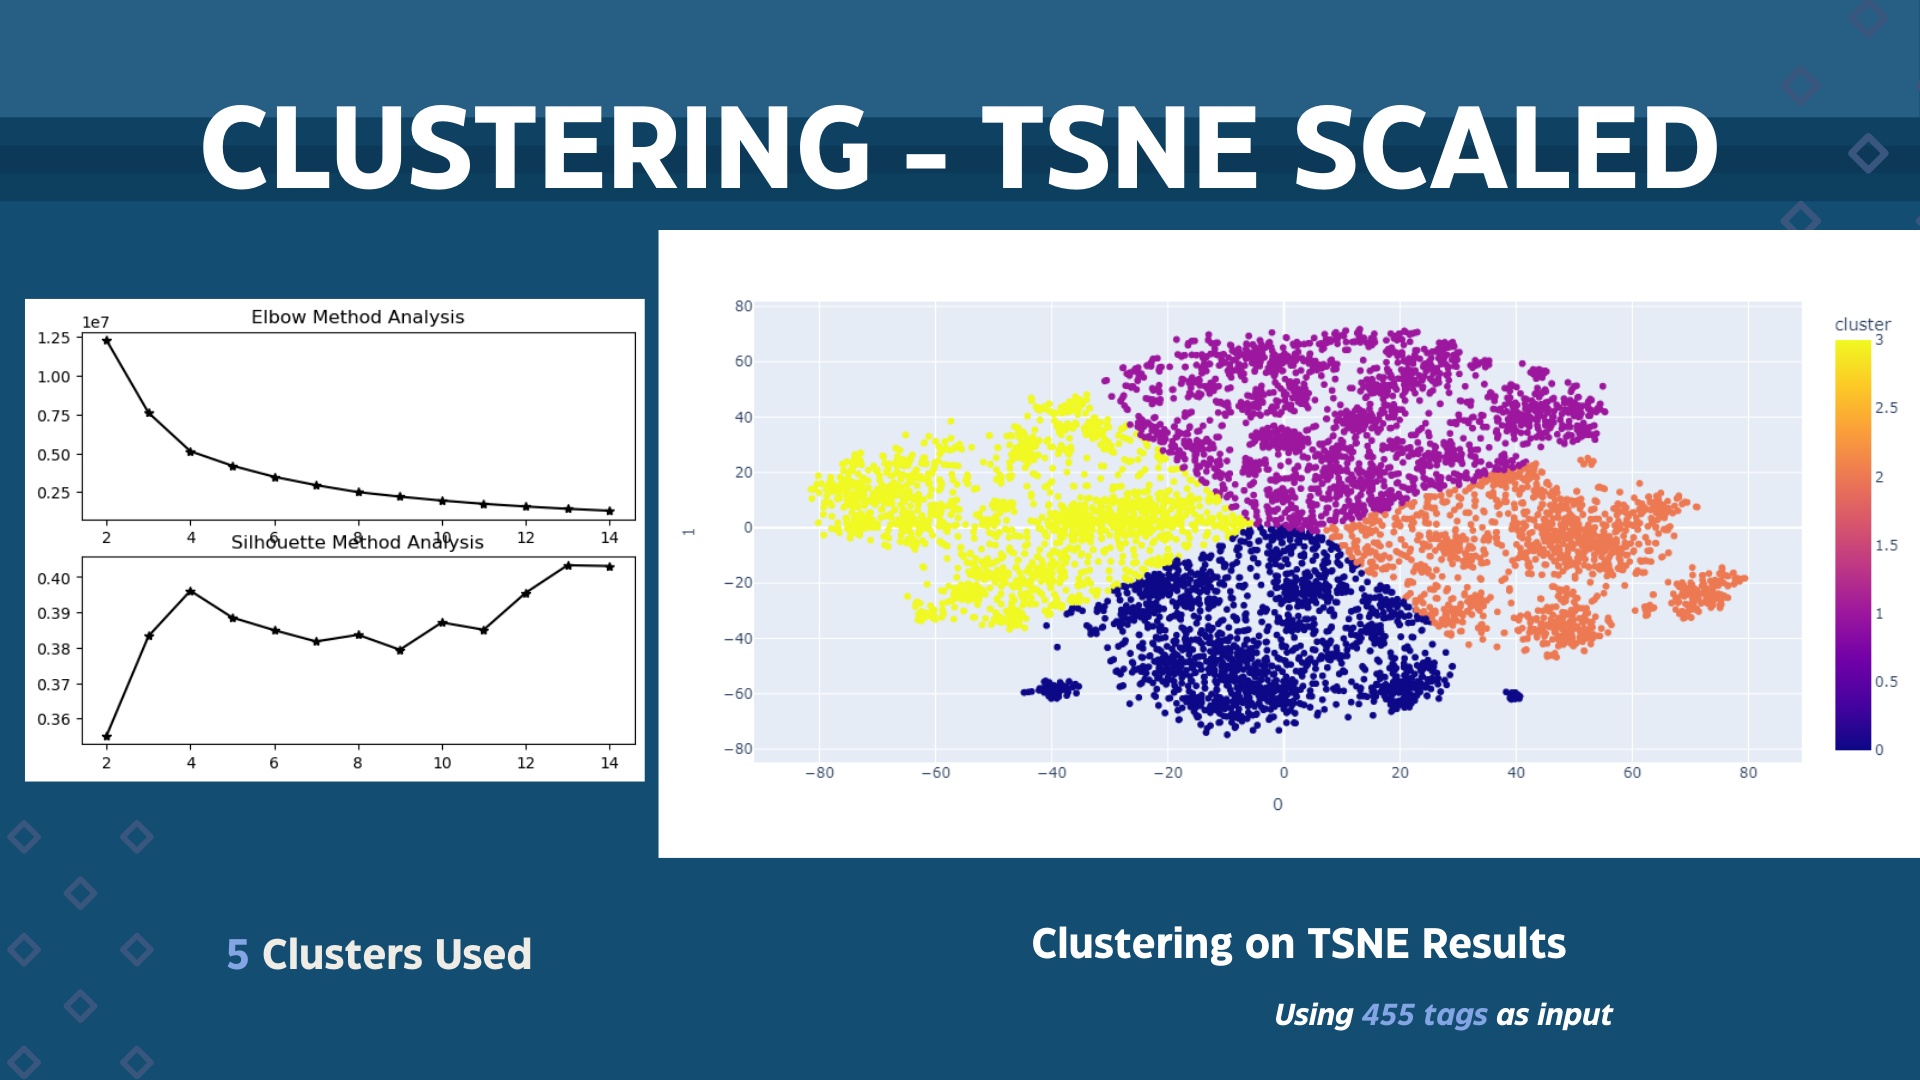 CLUSTERING - TSNE SCALED
Elbow Method Analysis
1e7
1.25
1.00
0.75
0.50
0.25
2 4 6 8 10 12 14
Silhouette Method Analysis
0.40
0.39
0.38
0.37
0.36
2 4 6 8 10 12 14
80
60
40
20
0
−20
−40
−60
−80
1
−80 −60 −40 −20 0 20 40 60 80
0
cluster
3
2.5
2
1.5
1
0.5
0
5 Clusters Used
Clustering on TSNE Results
Using 455 tags as input